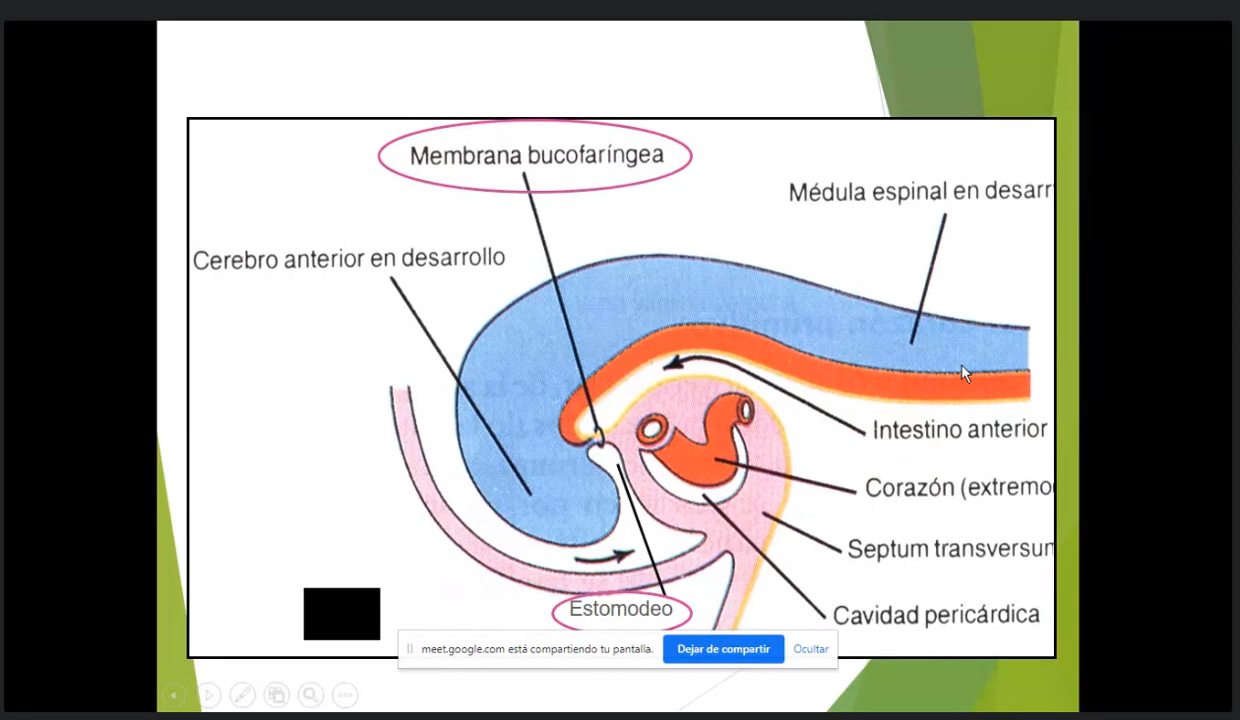 Membrana bucofaríngea
Médula espinal en desarr
Cerebro anterior en desarrollo
Intestino anterior
Corazón (extremo
Septum transversum
Estomodeo
Cavidad pericárdica
meet.google.com está compartiendo tu pantalla.
Dejar de compartir
Ocultar